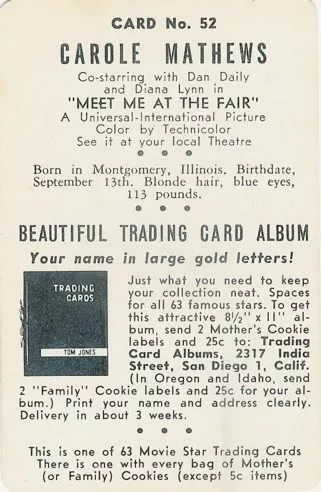 CARD No. 52
CAROLE MATHEWS
Co-starring with Dan Daily
and Diana Lynn in
"MEET ME AT THE FAIR"
A Universal-International Picture
Color by Technicolor
See it at your local Theatre
Born in Montgomery, Illinois. Birthdate,
September 13th. Blonde hair, blue eyes,
113 pounds.
BEAUTIFUL TRADING CARD ALBUM
Your name in large gold letters!
TRADING
CARDS
TOM JONES
Just what you need to keep
your collection neat. Spaces
for all 63 famous stars. To get
this attractive 8½" x 11" al-
bum, send 2 Mother's Cookie
labels and 25c to: Trading
Card Albums, 2317 India
Street, San Diego 1, Calif.
(In Oregon and Idaho, send
2 "Family" Cookie labels and 25c for your al-
bum.) Print your name and address clearly.
Delivery in about 3 weeks.
This is one of 63 Movie Star Trading Cards
There is one with every bag of Mother's
(or Family) Cookies (except 5c items)